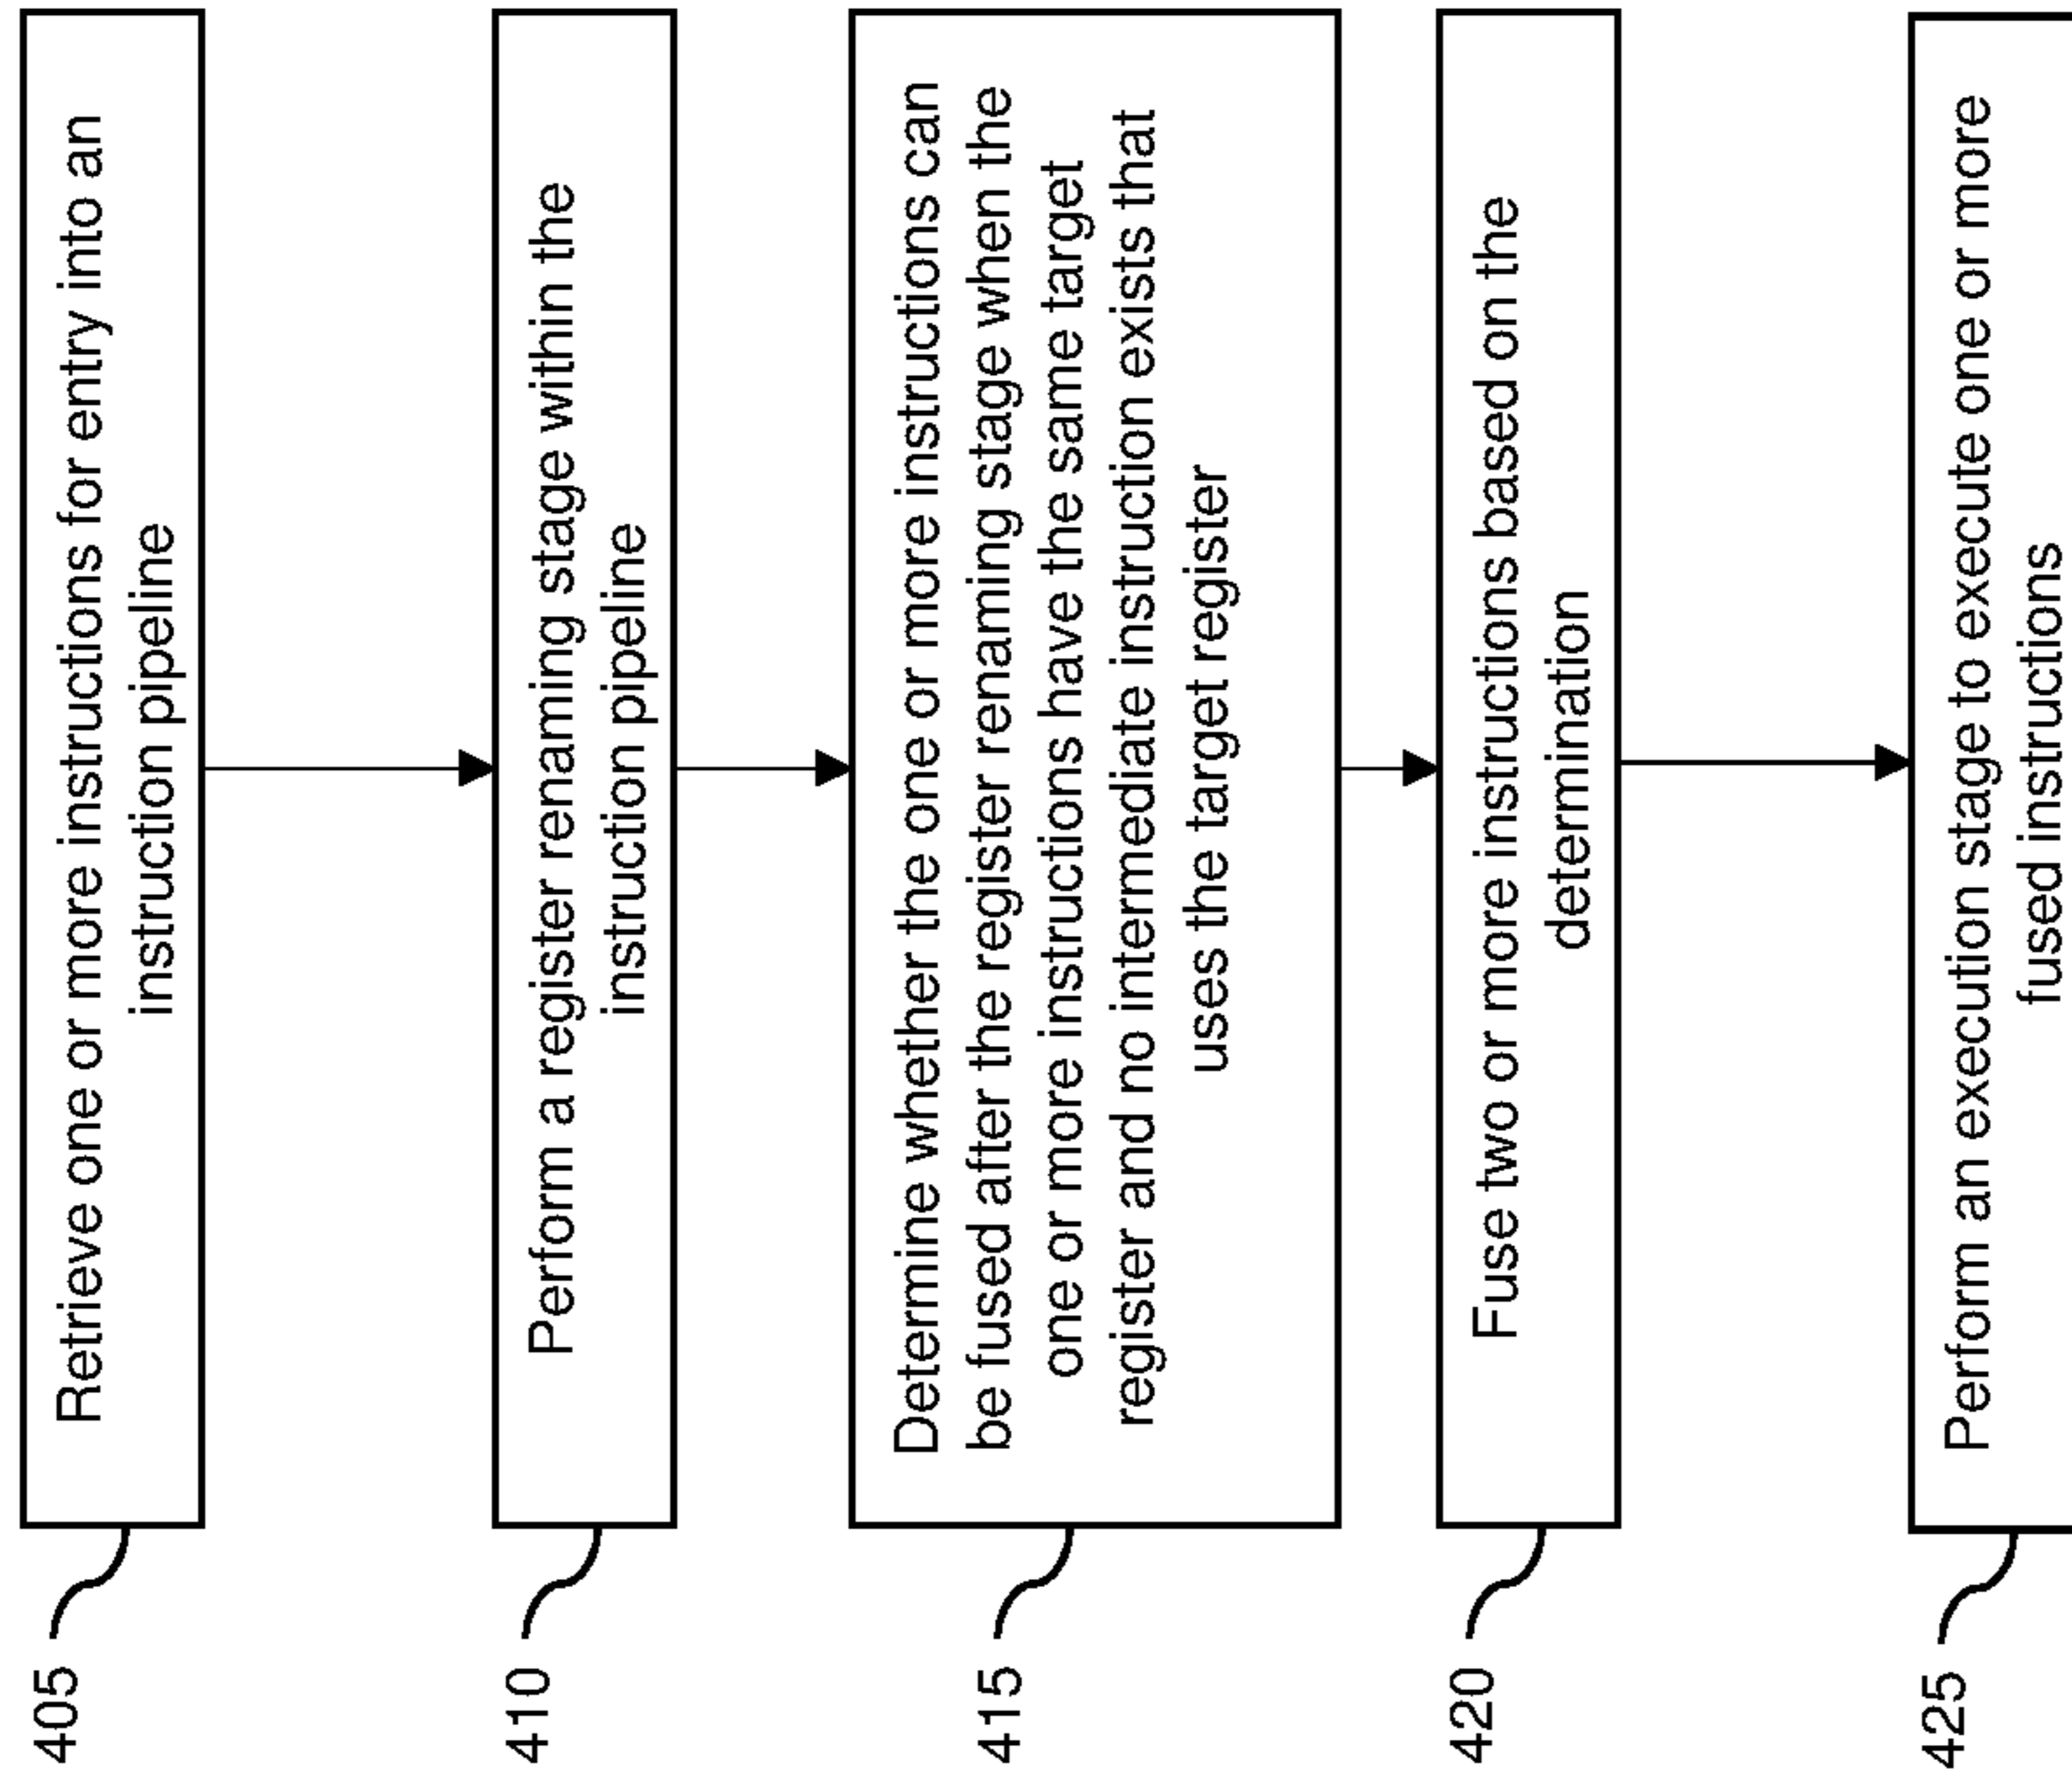 405
Retrieve one or more instructions for entry into an
instruction pipeline
410
Perform a register renaming stage within the
instruction pipeline
415
Determine whether the one or more instructions can
be fused after the register renaming stage when the
one or more instructions have the same target
register and no intermediate instruction exists that
uses the target register
420
Fuse two or more instructions based on the
determination
425
Perform an execution stage to execute one or more
fused instructions